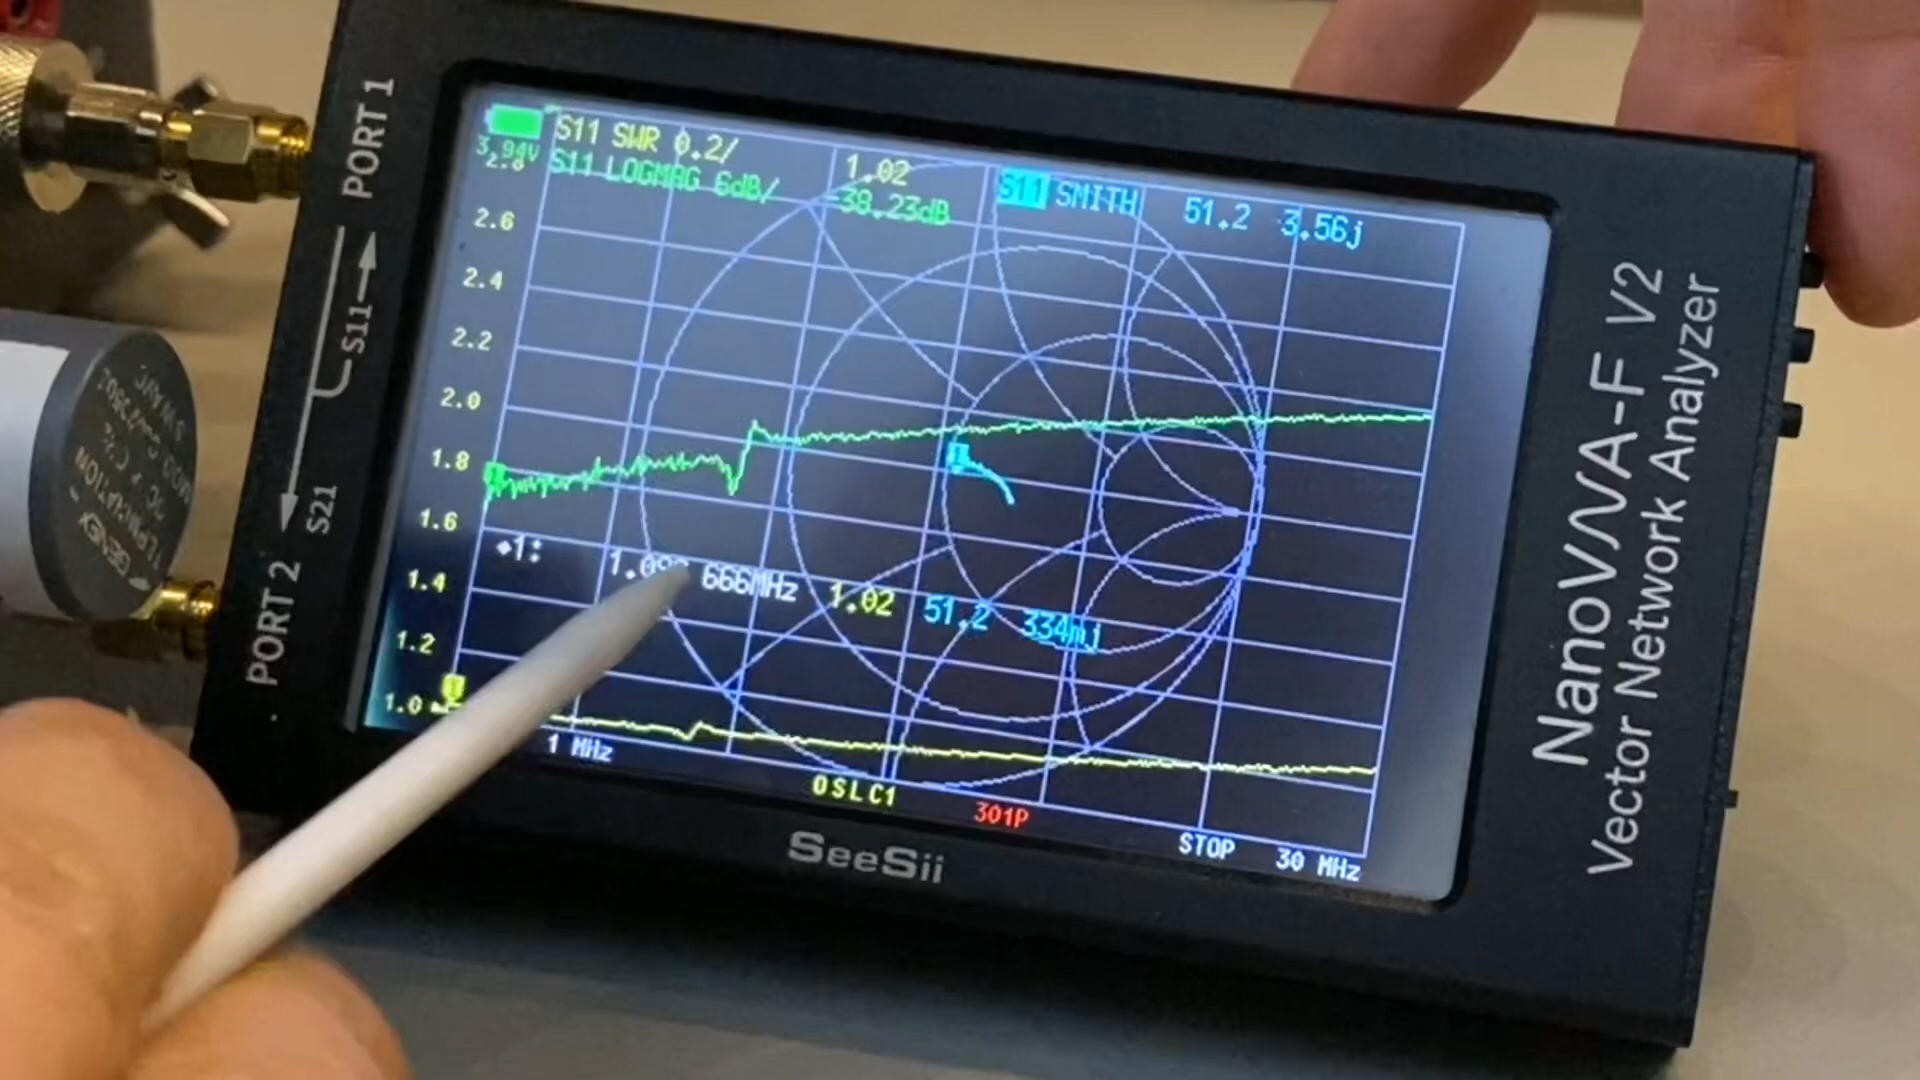 S11 SWR 0.2/ 1.02
S11 LOGMAG 6dB/ -38.23dB
S11 SMITH 51.2 3.56j
3.94V
2.6
2.4
2.2
2.0
1.8
1.6
1.4
1.2
1.0
1: 666MHz 1.02 51.2 334mj
1 MHz
OSLC1
301P
STOP 30 MHz
SeeSii
PORT 1
S11
S21
PORT 2
NanoVNA-F V2
Vector Network Analyzer
TERMINATION